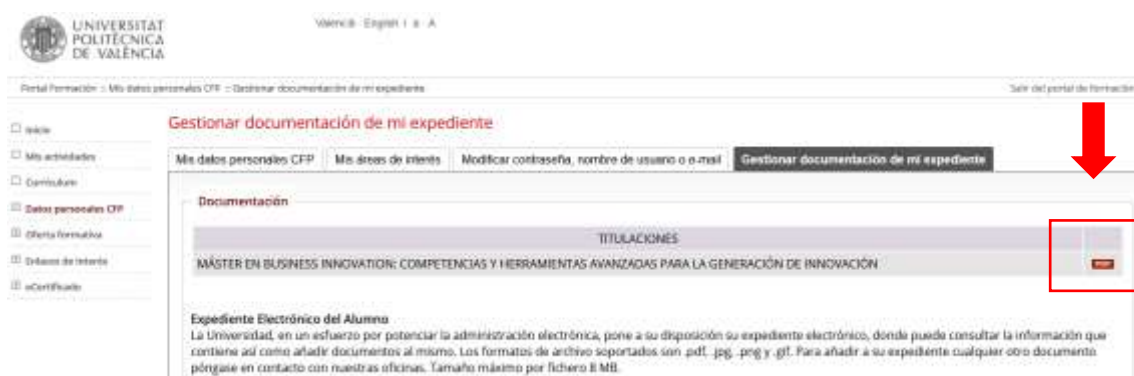 UNIVERSITAT
POLITÈCNICA
DE VALÈNCIA
Valencià · English I a · A
Portal Formación :: Mis datos personales CFP :: Gestionar documentación de mi expediente
Salir del portal de formación
Inicio
Mis actividades
Curriculum
Datos personales CFP
Oferta formativa
Enlaces de interés
eCertificado
Gestionar documentación de mi expediente
Mis datos personales CFP
Mis áreas de interés
Modificar contraseña, nombre de usuario o e-mail
Gestionar documentación de mi expediente
Documentación
TITULACIONES
MÁSTER EN BUSINESS INNOVATION: COMPETENCIAS Y HERRAMIENTAS AVANZADAS PARA LA GENERACIÓN DE INNOVACIÓN
Expediente Electrónico del Alumno
La Universidad, en un esfuerzo por potenciar la administración electrónica, pone a su disposición su expediente electrónico, donde puede consultar la información que
contiene así como añadir documentos al mismo. Los formatos de archivo soportados son .pdf, .jpg, .png y .gif. Para añadir a su expediente cualquier otro documento
póngase en contacto con nuestras oficinas. Tamaño máximo por fichero 8 MB.